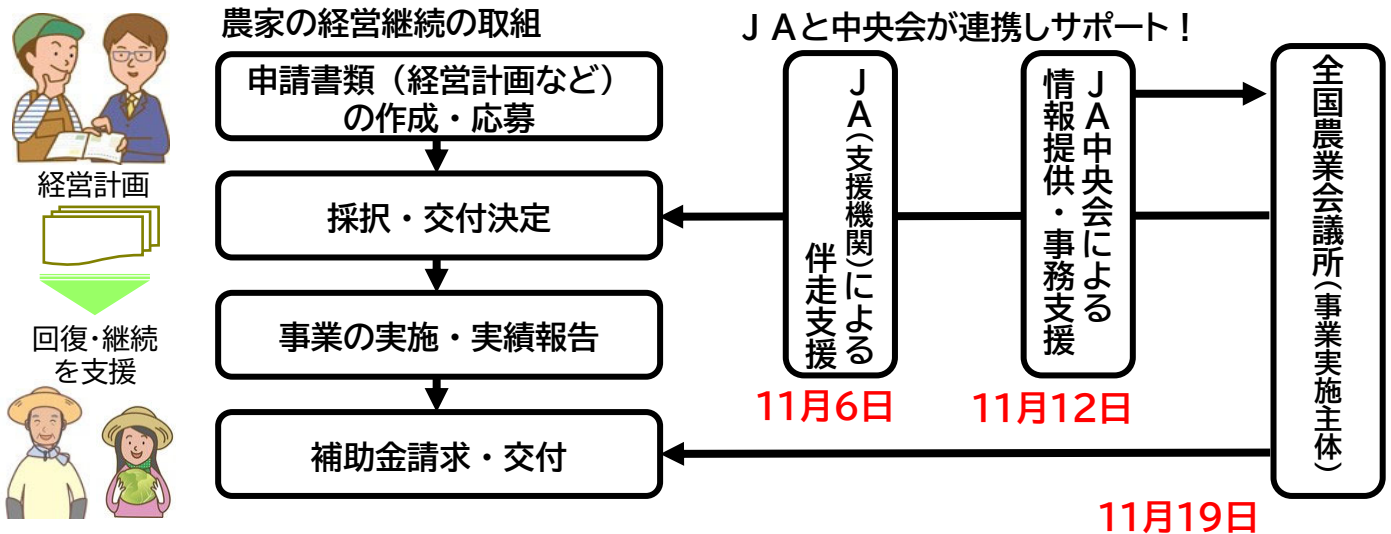 農家の経営継続の取組
JAと中央会が連携しサポート！
申請書類（経営計画など）
の作成・応募
採択・交付決定
事業の実施・実績報告
補助金請求・交付
経営計画
回復・継続
を支援
JA（支援機関）による
伴走支援
JA中央会による
情報提供・事務支援
全国農業会議所（事業実施主体）
11月6日
11月12日
11月19日